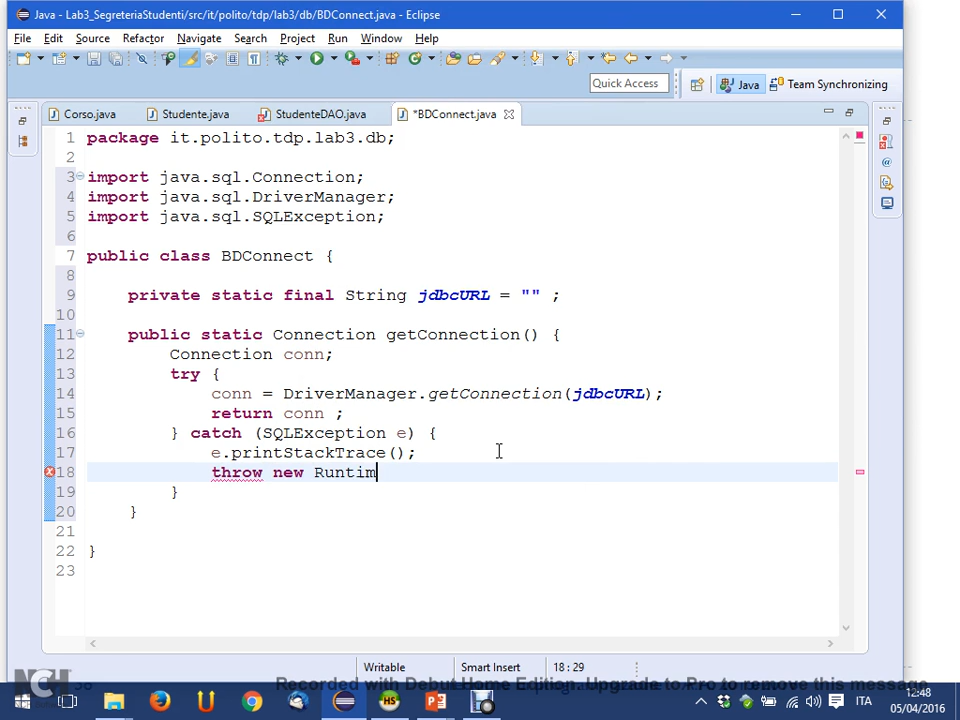 Java - Lab3_SegreteriaStudenti/src/it/polito/tdp/lab3/db/BDConnect.java - Eclipse
File Edit Source Refactor Navigate Search Project Run Window Help
Quick Access
Java
Team Synchronizing
Corso.java
Studente.java
StudenteDAO.java
*BDConnect.java
1 package it.polito.tdp.lab3.db;
2
3 import java.sql.Connection;
4 import java.sql.DriverManager;
5 import java.sql.SQLException;
6
7 public class BDConnect {
8
9 private static final String jdbcURL = "" ;
10
11 public static Connection getConnection() {
12 Connection conn;
13 try {
14 conn = DriverManager.getConnection(jdbcURL);
15 return conn ;
16 } catch (SQLException e) {
17 e.printStackTrace();
18 throw new Runtim
19 }
20 }
21
22 }
23
Writable
Smart Insert
18 : 29
NCH
Recorded with Debut Home Edition. Upgrade to Pro to remove this message
ITA
12:48
05/04/2016